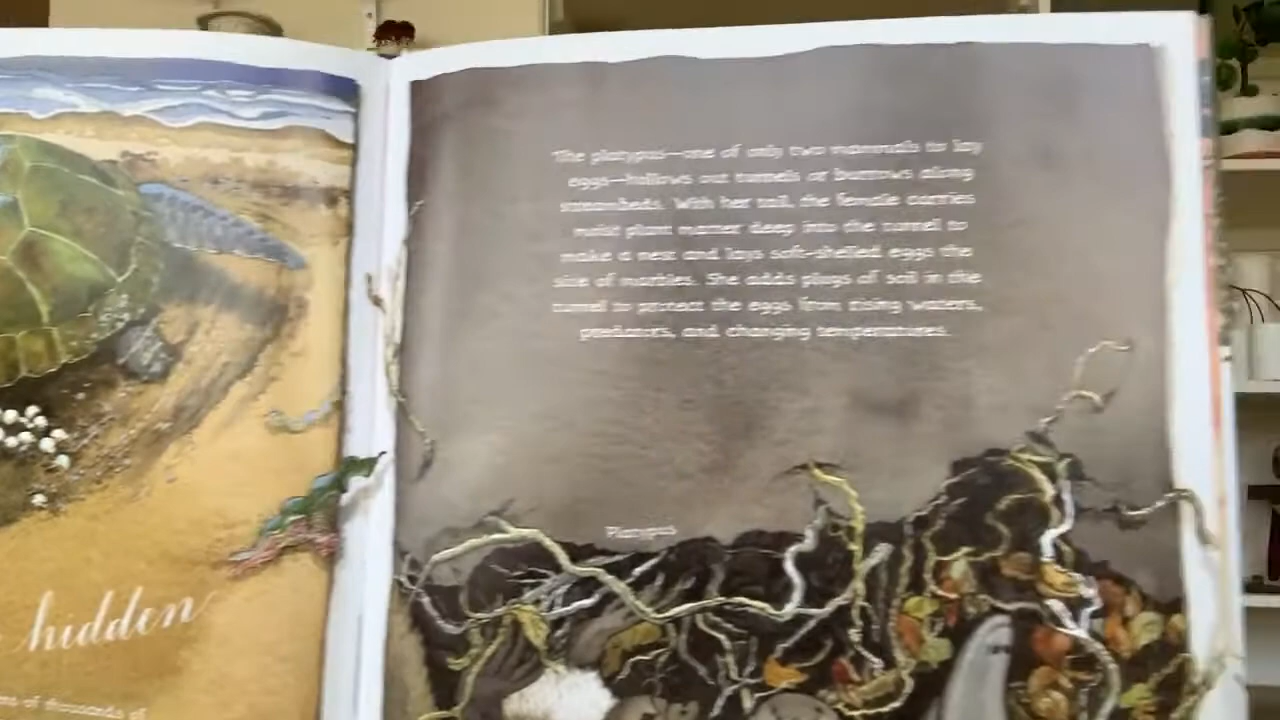 hidden
of thousands of
The platypus—one of only two mammals to lay
eggs—hollows out tunnels or burrows along
streambeds. With her tail, the female carries
moist plant matter deep into the tunnel to
make a nest and lays soft-shelled eggs the
size of marbles. She adds plugs of soil in the
tunnel to protect the eggs from rising waters,
predators, and changing temperatures.
Platypus